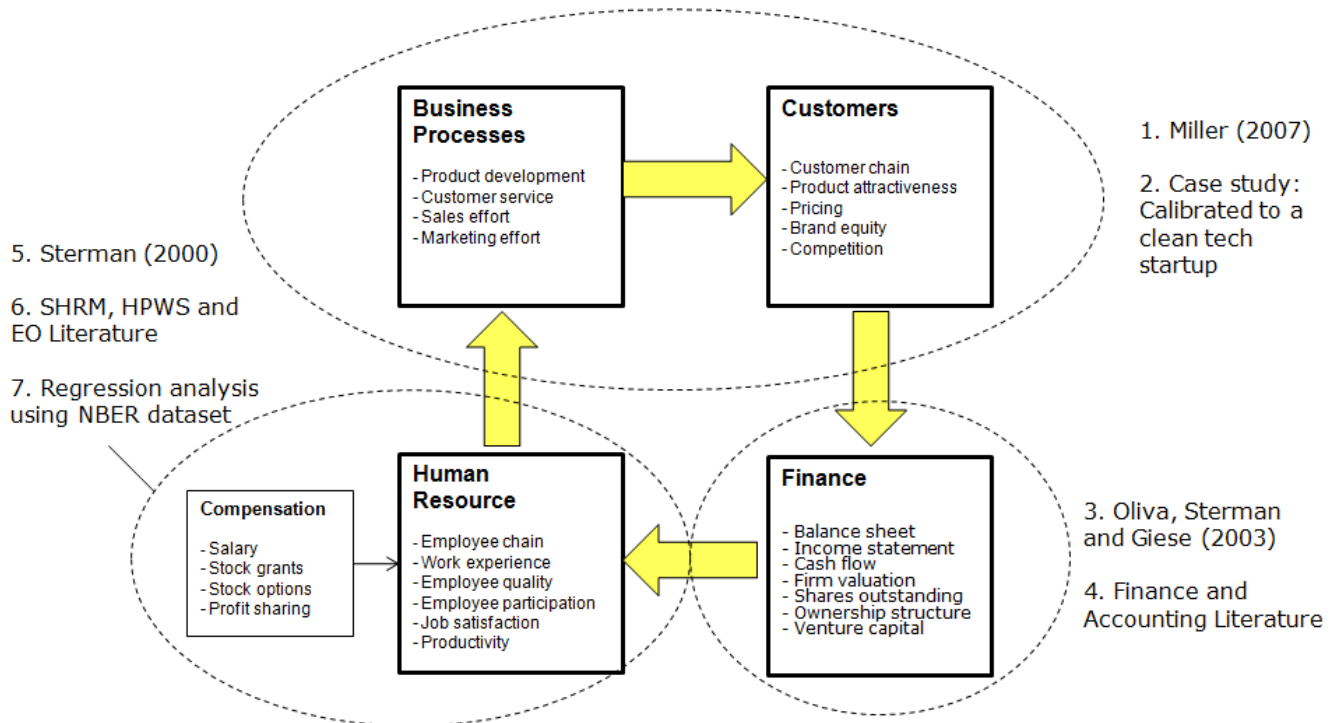 Business
Processes
- Product development
- Customer service
- Sales effort
- Marketing effort
Customers
- Customer chain
- Product attractiveness
- Pricing
- Brand equity
- Competition
1. Miller (2007)
2. Case study:
Calibrated to a
clean tech
startup
5. Sterman (2000)
6. SHRM, HPWS and
EO Literature
7. Regression analysis
using NBER dataset
Compensation
- Salary
- Stock grants
- Stock options
- Profit sharing
Human
Resource
- Employee chain
- Work experience
- Employee quality
- Employee participation
- Job satisfaction
- Productivity
Finance
- Balance sheet
- Income statement
- Cash flow
- Firm valuation
- Shares outstanding
- Ownership structure
- Venture capital
3. Oliva, Sterman
and Giese (2003)
4. Finance and
Accounting Literature